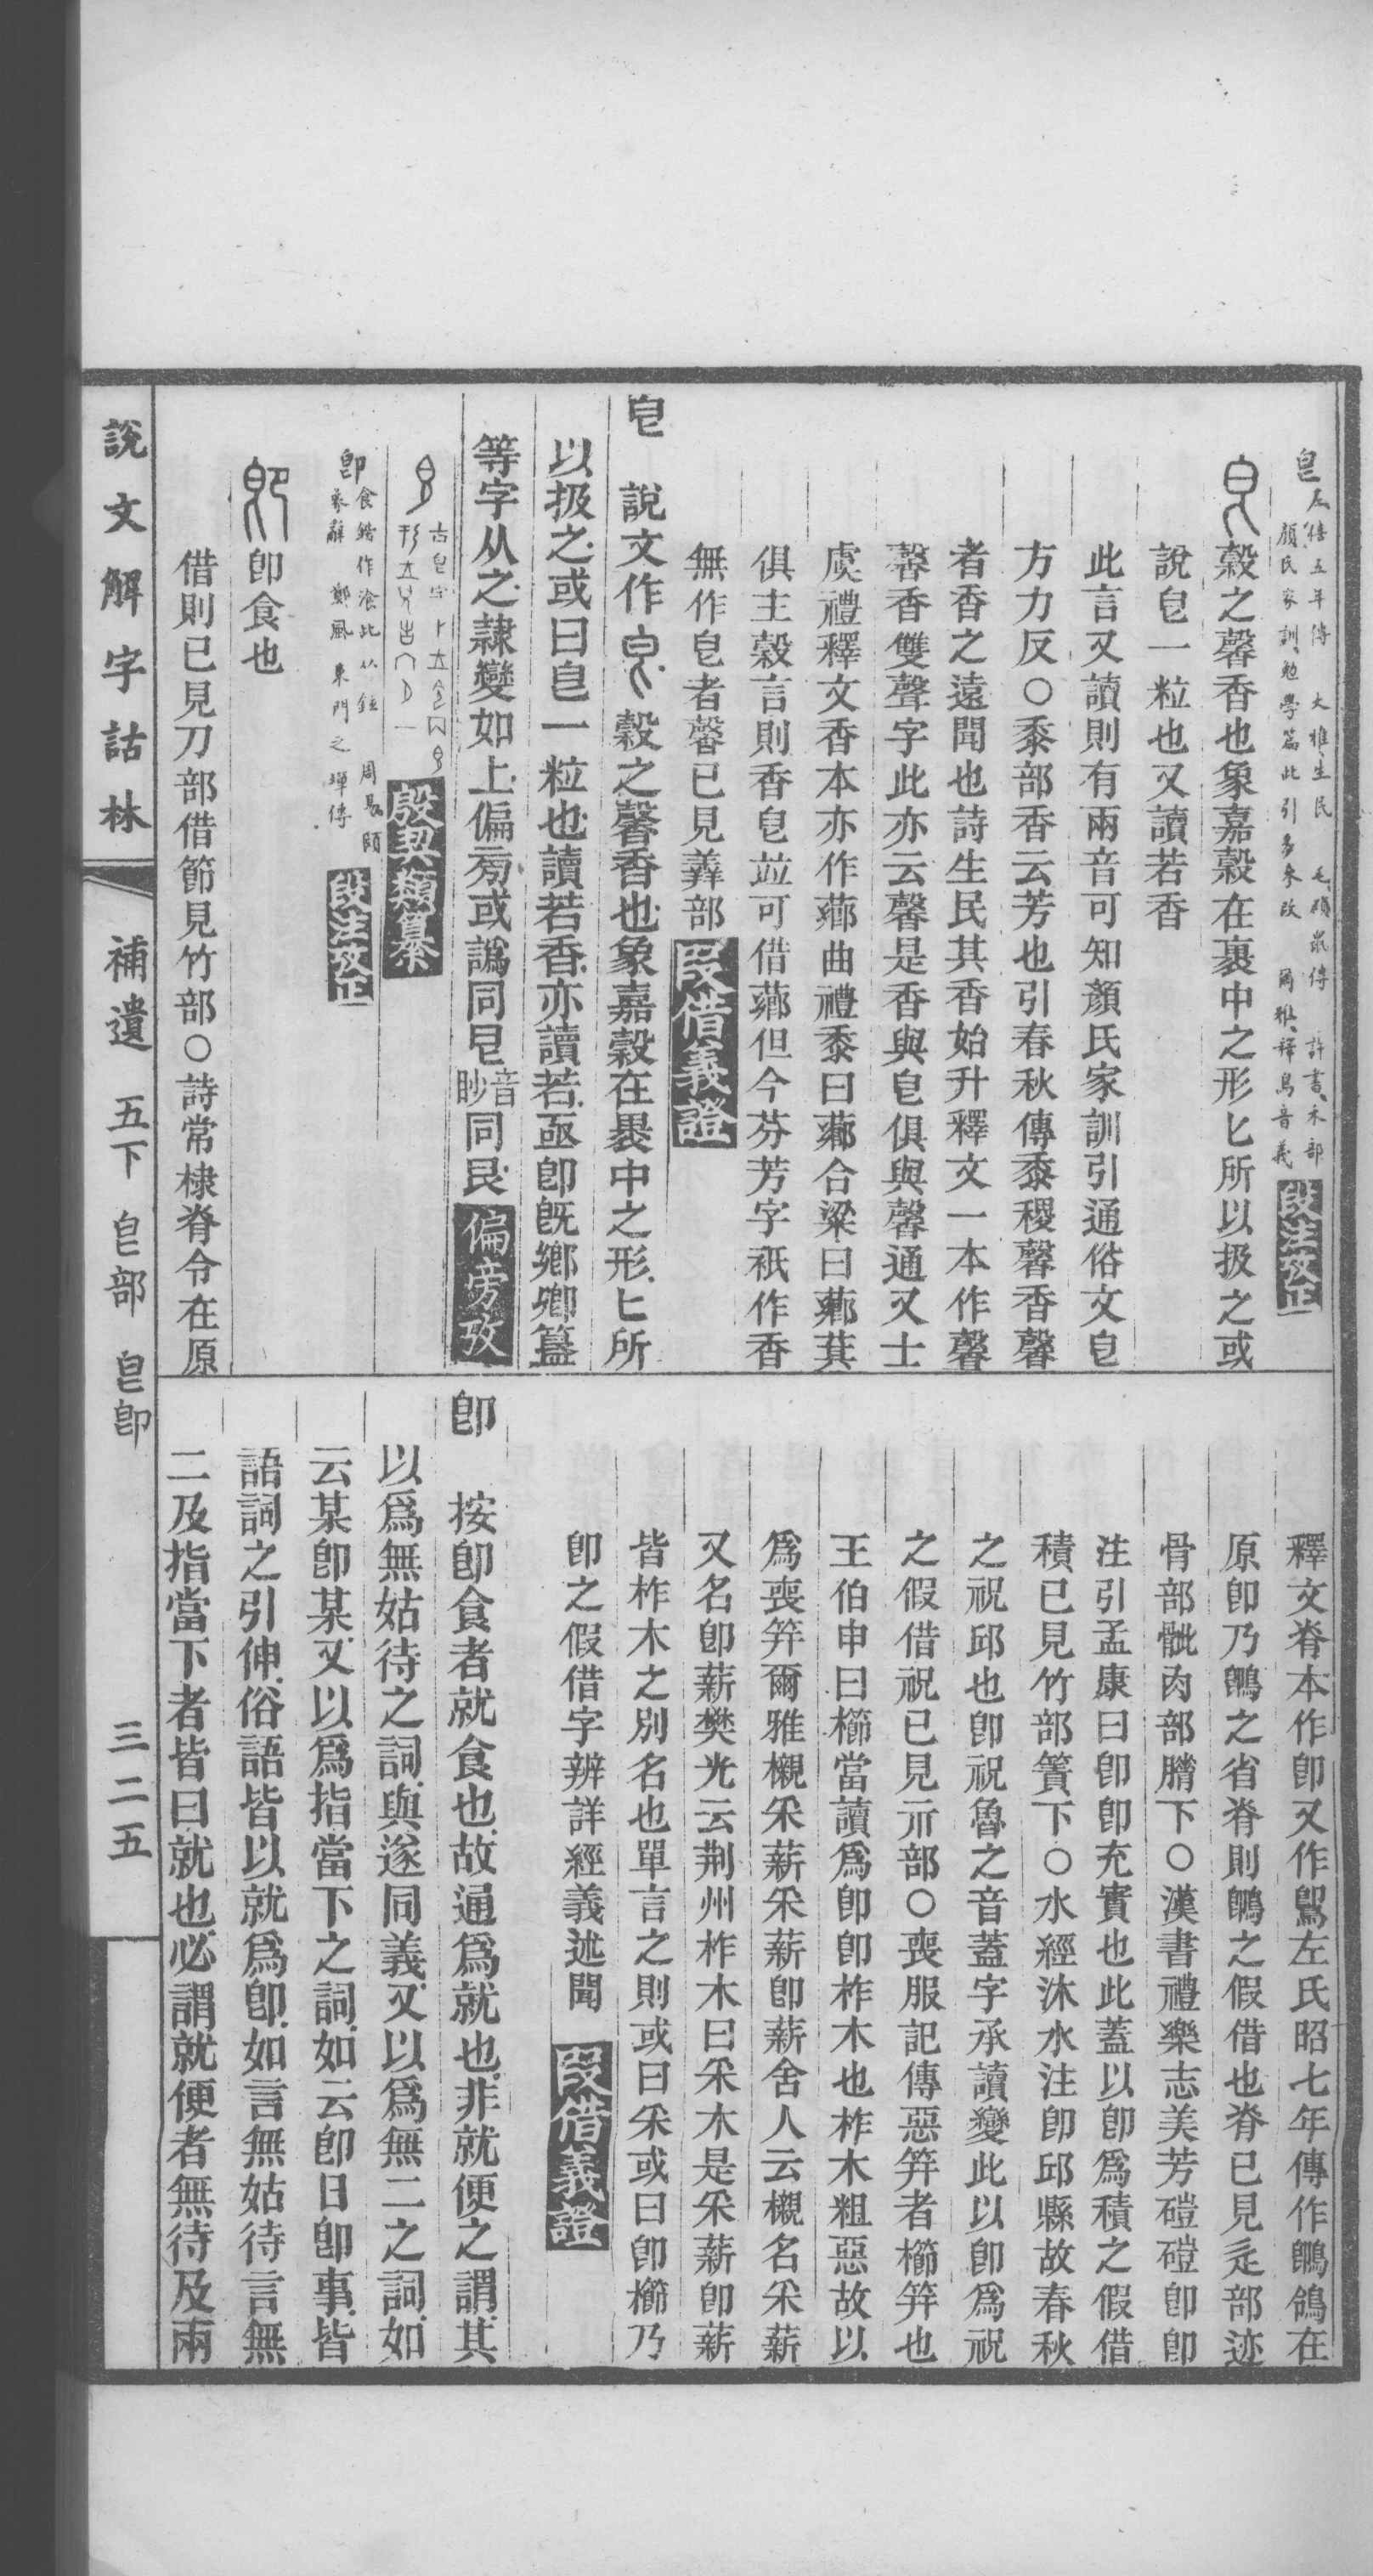 皀 左僖五年傳 大雅生民 毛碩鼠傳 許書木部
顏氏家訓勉學篇此引多未改 爾雅釋鳥音義 段注攷正
穀之馨香也象嘉穀在裹中之形匕所以扱之或
說皀一粒也又讀若香
此言又讀則有兩音可知顏氏家訓引通俗文皀
方力反○黍部香云芳也引春秋傳黍稷馨香馨
者香之遠聞也詩生民其香始升釋文一本作馨
馨香雙聲字此亦云馨是香與皀俱與馨通又士
虞禮釋文香本亦作薌曲禮黍曰薌合粱曰薌萁
俱主穀言則香皀竝可借薌但今芬芳字祇作香
無作皀者馨已見羴部 叚借義證
皀 說文作𣪘穀之馨香也象嘉穀在裹中之形匕所
以扱之或曰皀一粒也讀若香亦讀若亟卽旣鄉卿簋
等字从之隸變如上偏旁或譌同皃音眇同艮 偏旁攷
古皀字
殷契類纂
卽 食鍇作滄此从鉉 周易頤
彖辭 鄭風東門之墠傳 段注攷正
卽食也
借則已見刀部借節見竹部○詩常棣脊令在原
釋文脊本作卽又作鴛左氏昭七年傳作鶺鴒在
原卽乃鶺之省脊則鶺之假借也脊已見辵部迹
骨部骴肉部膌下○漢書禮樂志美芳磑磑卽卽
注引孟康曰卽卽充實也此蓋以卽爲積之假借
積已見竹部簀下○水經沐水注卽邱縣故春秋
之祝邱也卽祝魯之音蓋字承讀變此以卽爲祝
之假借祝已見示部○喪服記傳惡笄者櫛笄也
王伯申曰櫛當讀爲卽卽柞木也柞木粗惡故以
爲喪笄爾雅櫬采薪采薪卽薪舍人云櫬名采薪
又名卽薪樊光云荆州柞木曰采木是采薪卽薪
皆柞木之別名也單言之則或曰采或曰卽櫛乃
卽之假借字辨詳經義述聞 叚借義證
卽 按卽食者就食也故通爲就也非就便之謂其
以爲無姑待之詞與遂同義又以爲無二之詞如
云某卽某又以爲指當下之詞如云卽日卽事皆
語詞之引伸俗語皆以就爲卽如言無姑待言無
二及指當下者皆曰就也必謂就便者無待及兩
說文解字詁林 補遺 五下 皀部 皀卽 三二五